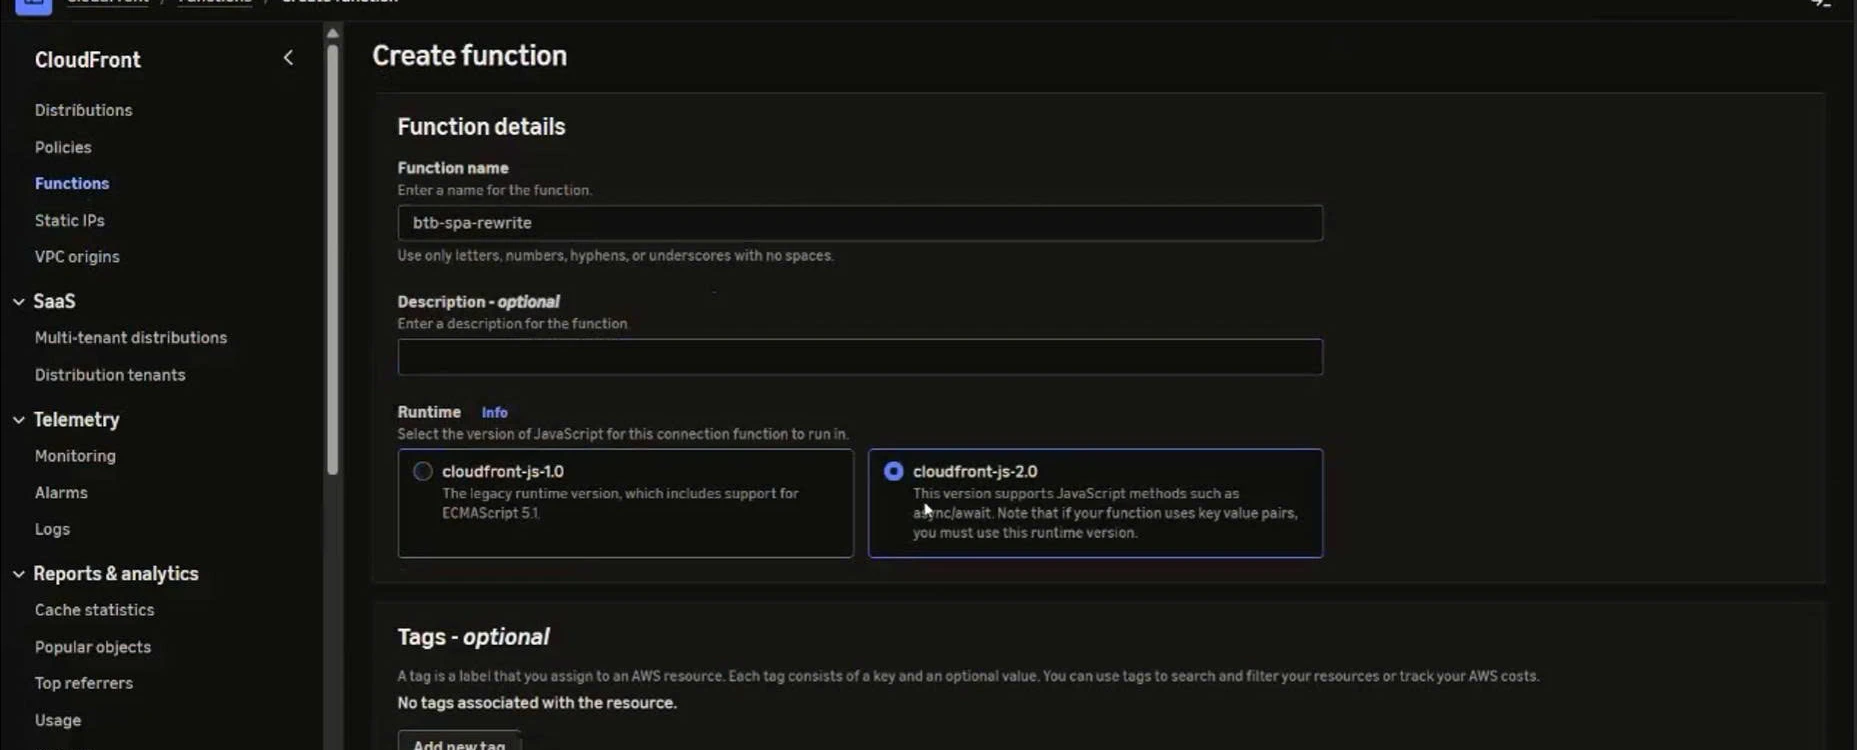 CloudFront
Functions
Create function
CloudFront
Distributions
Policies
Functions
Static IPs
VPC origins
SaaS
Multi-tenant distributions
Distribution tenants
Telemetry
Monitoring
Alarms
Logs
Reports & analytics
Cache statistics
Popular objects
Top referrers
Usage
Create function
Function details
Function name
Enter a name for the function.
btb-spa-rewrite
Use only letters, numbers, hyphens, or underscores with no spaces.
Description - optional
Enter a description for the function
Runtime Info
Select the version of JavaScript for this connection function to run in.
cloudfront-js-1.0
The legacy runtime version, which includes support for
ECMAScript 5.1.
cloudfront-js-2.0
This version supports JavaScript methods such as
async/await. Note that if your function uses key value pairs,
you must use this runtime version.
Tags - optional
A tag is a label that you assign to an AWS resource. Each tag consists of a key and an optional value. You can use tags to search and filter your resources or track your AWS costs.
No tags associated with the resource.
Add new tag